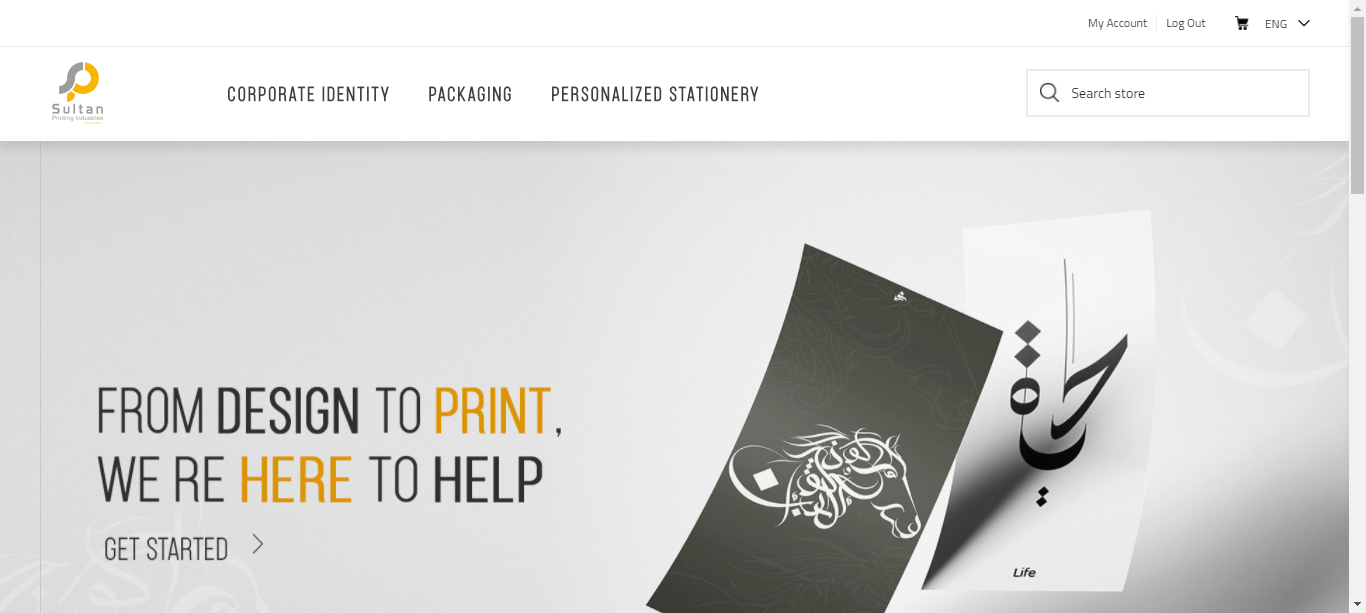 My Account Log Out ENG
Sultan
Printing Industries
CORPORATE IDENTITY PACKAGING PERSONALIZED STATIONERY
Search store
FROM DESIGN TO PRINT,
WE RE HERE TO HELP
GET STARTED
حياة
Life